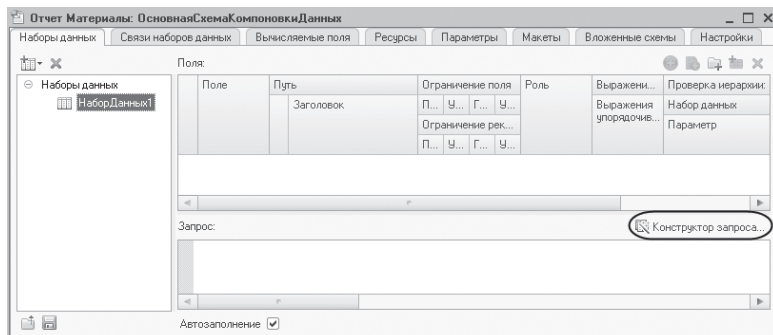 Отчет Материалы: ОсновнаяСхемаКомпоновкиДанных
Наборы данных Связи наборов данных Вычисляемые поля Ресурсы Параметры Макеты Вложенные схемы Настройки
Поля:
Наборы данных
НаборДанных1
Поле Путь Ограничение поля Роль Выражени... Проверка иерархии:
Заголовок П... У... Г... У... Выражения упорядочив... Набор данных
Ограничение рек... Параметр
П... У... Г... У...
Запрос: Конструктор запроса...
Автозаполнение